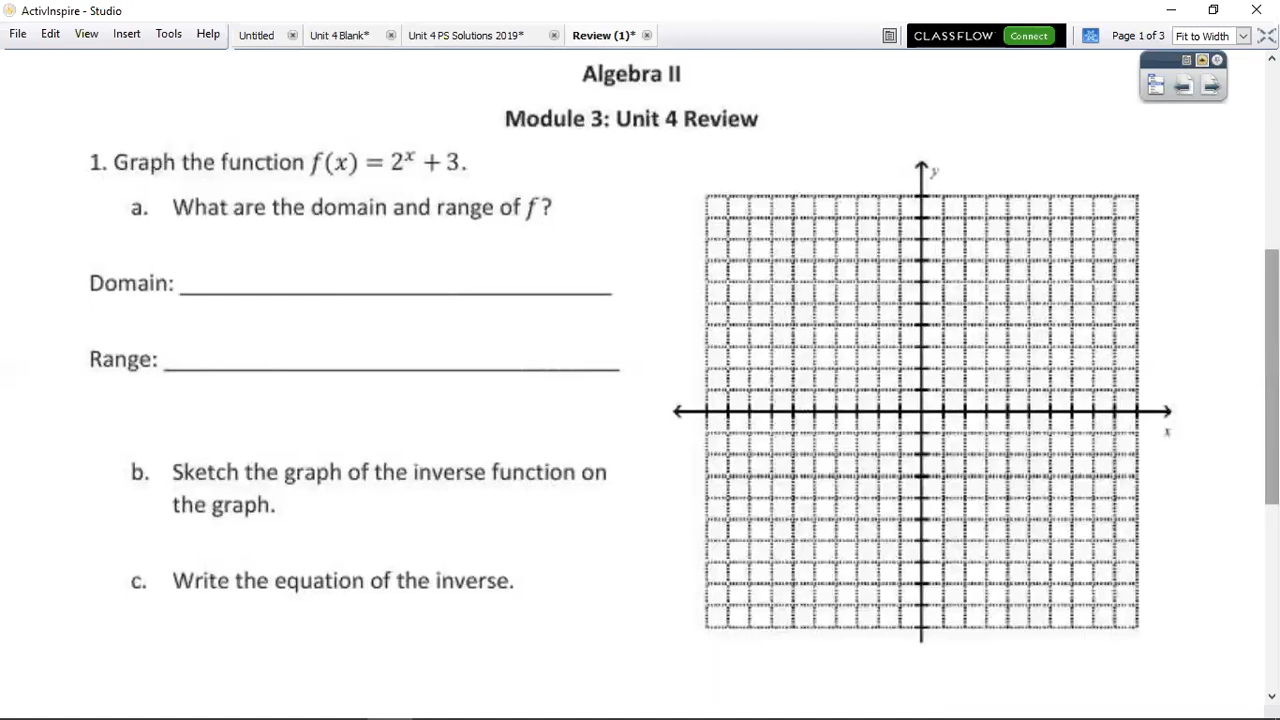 ActivInspire - Studio
File Edit View Insert Tools Help Untitled Unit 4 Blank* Unit 4 PS Solutions 2019* Review (1)* CLASSFLOW Connect Page 1 of 3 Fit to Width
Algebra II
Module 3: Unit 4 Review
1. Graph the function f(x) = 2ˣ + 3.
a. What are the domain and range of f?
Domain: ______________________
Range: ______________________
b. Sketch the graph of the inverse function on
the graph.
c. Write the equation of the inverse.
y
x